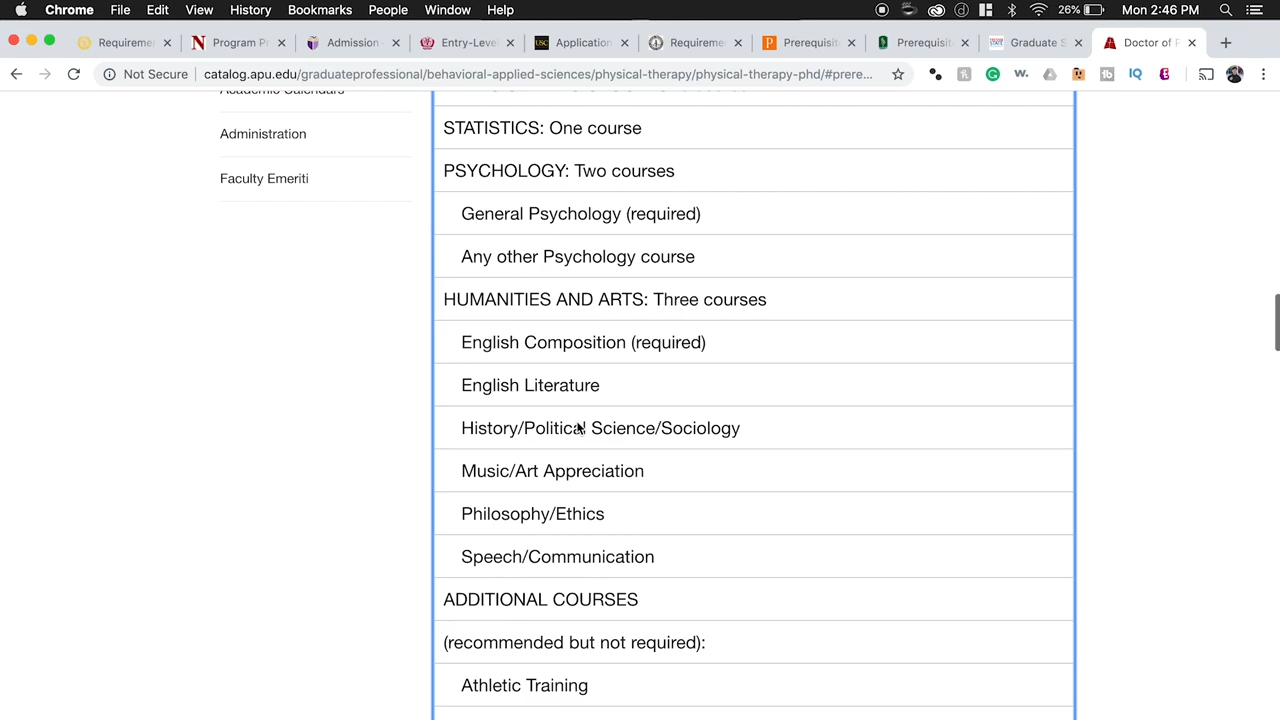 Chrome File Edit View History Bookmarks People Window Help 26% Mon 2:46 PM
Requireme Program Pr Admission Entry-Leve Application Requireme Prerequisit Prerequisit Graduate S Doctor of P
Not Secure catalog.apu.edu/graduateprofessional/behavioral-applied-sciences/physical-therapy/physical-therapy-phd/#prere...
Academic Calendars
Administration
Faculty Emeriti
STATISTICS: One course
PSYCHOLOGY: Two courses
General Psychology (required)
Any other Psychology course
HUMANITIES AND ARTS: Three courses
English Composition (required)
English Literature
History/Political Science/Sociology
Music/Art Appreciation
Philosophy/Ethics
Speech/Communication
ADDITIONAL COURSES
(recommended but not required):
Athletic Training